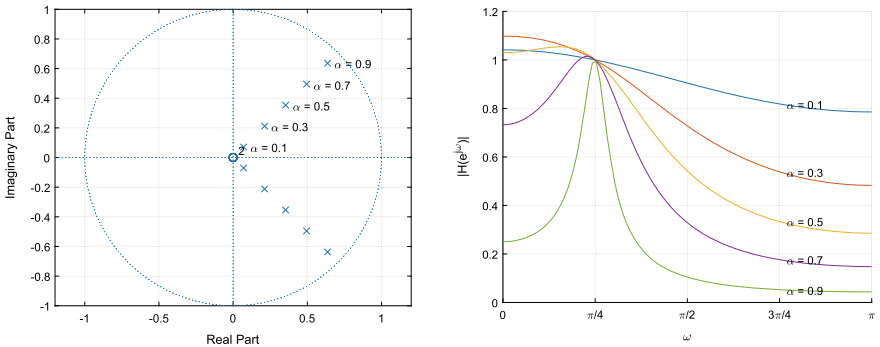 1
0.8
0.6
0.4
0.2
0
-0.2
-0.4
-0.6
-0.8
-1
-1
-0.5
0
0.5
1
Imaginary Part
Real Part
α = 0.9
α = 0.7
α = 0.5
α = 0.3
α = 0.1
2
1.2
1
0.8
0.6
0.4
0.2
0
0
π/4
π/2
3π/4
π
|H(e^{jω})|
ω
α = 0.1
α = 0.3
α = 0.5
α = 0.7
α = 0.9